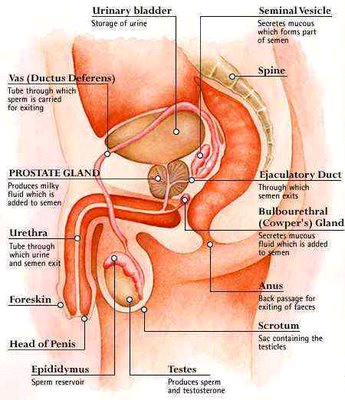 Urinary bladder
Storage of urine
Seminal Vesicle
Secretes mucous
which forms part
of semen
Vas (Ductus Deferens)
Tube through which
sperm is carried
for exiting
Spine
PROSTATE GLAND
Produces milky
fluid which is
added to semen
Ejaculatory Duct
Through which
semen exits
Bulbourethral
(Cowper's) Gland
Secretes mucous
fluid which is added
to semen
Urethra
Tube through
which urine
and semen exit
Anus
Back passage for
exiting of faeces
Foreskin
Scrotum
Saç containing the
testicles
Head of Penis
Epididymus
Sperm reservoir
Testes
Produces sperm
and testosterone